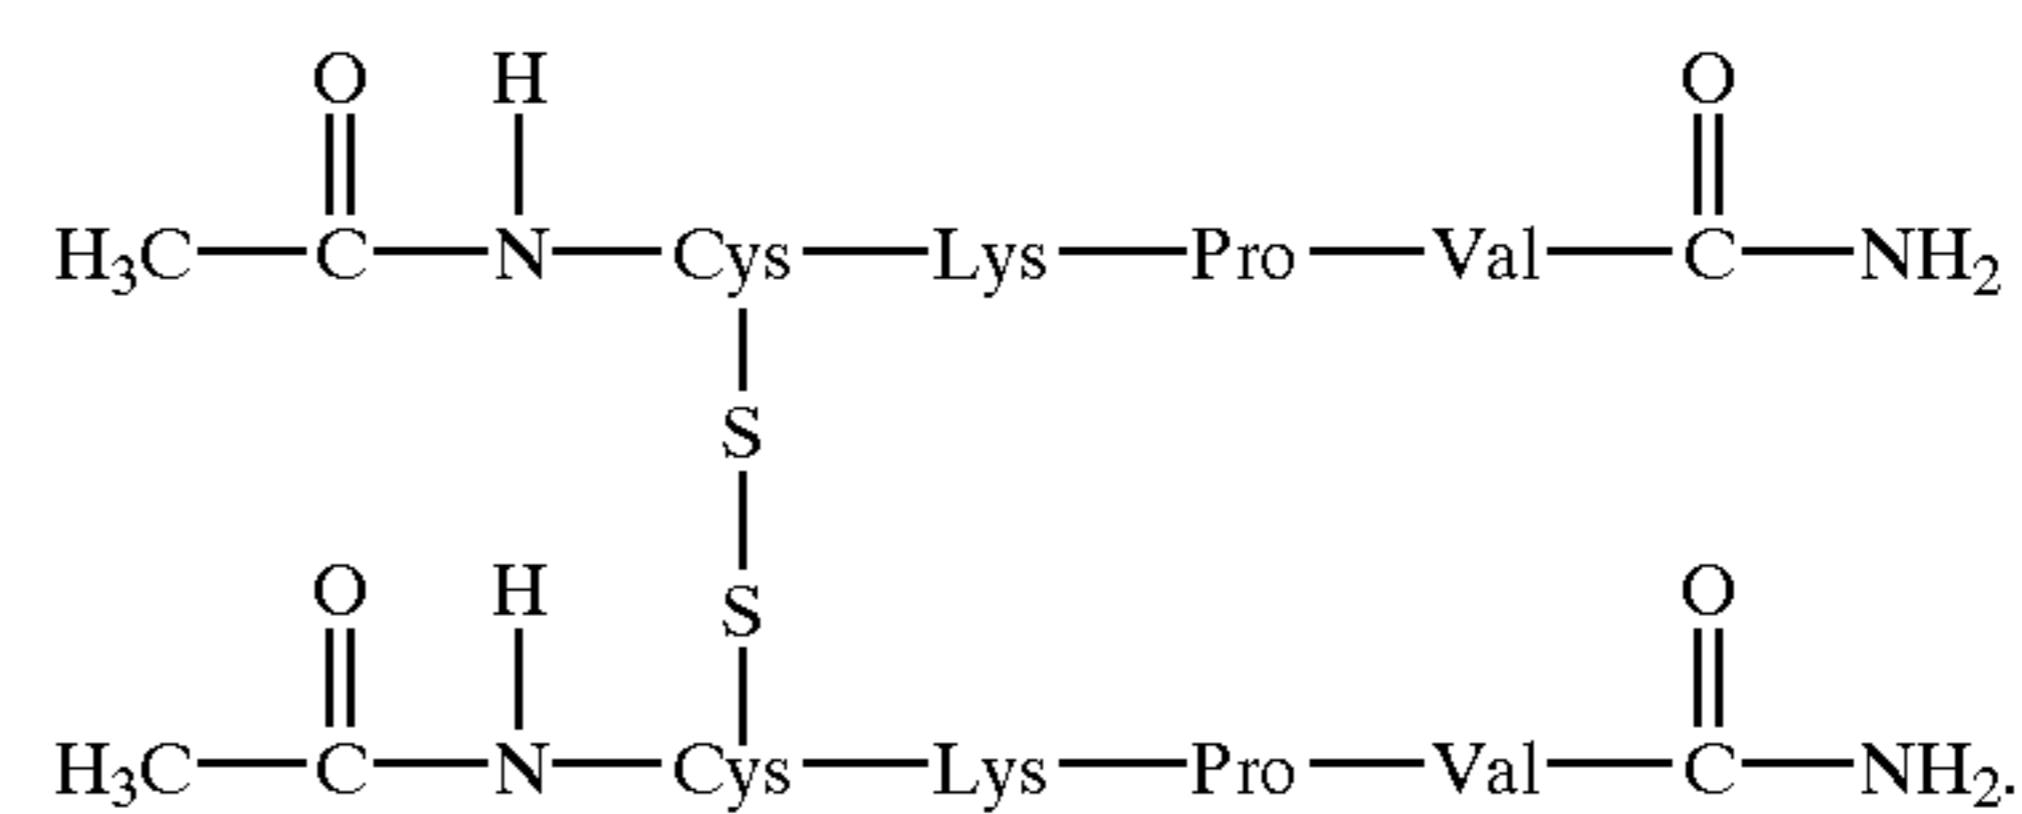 O H O
H₃C C N Cys Lys Pro Val C NH₂
S
S
O H O
H₃C C N Cys Lys Pro Val C NH₂.